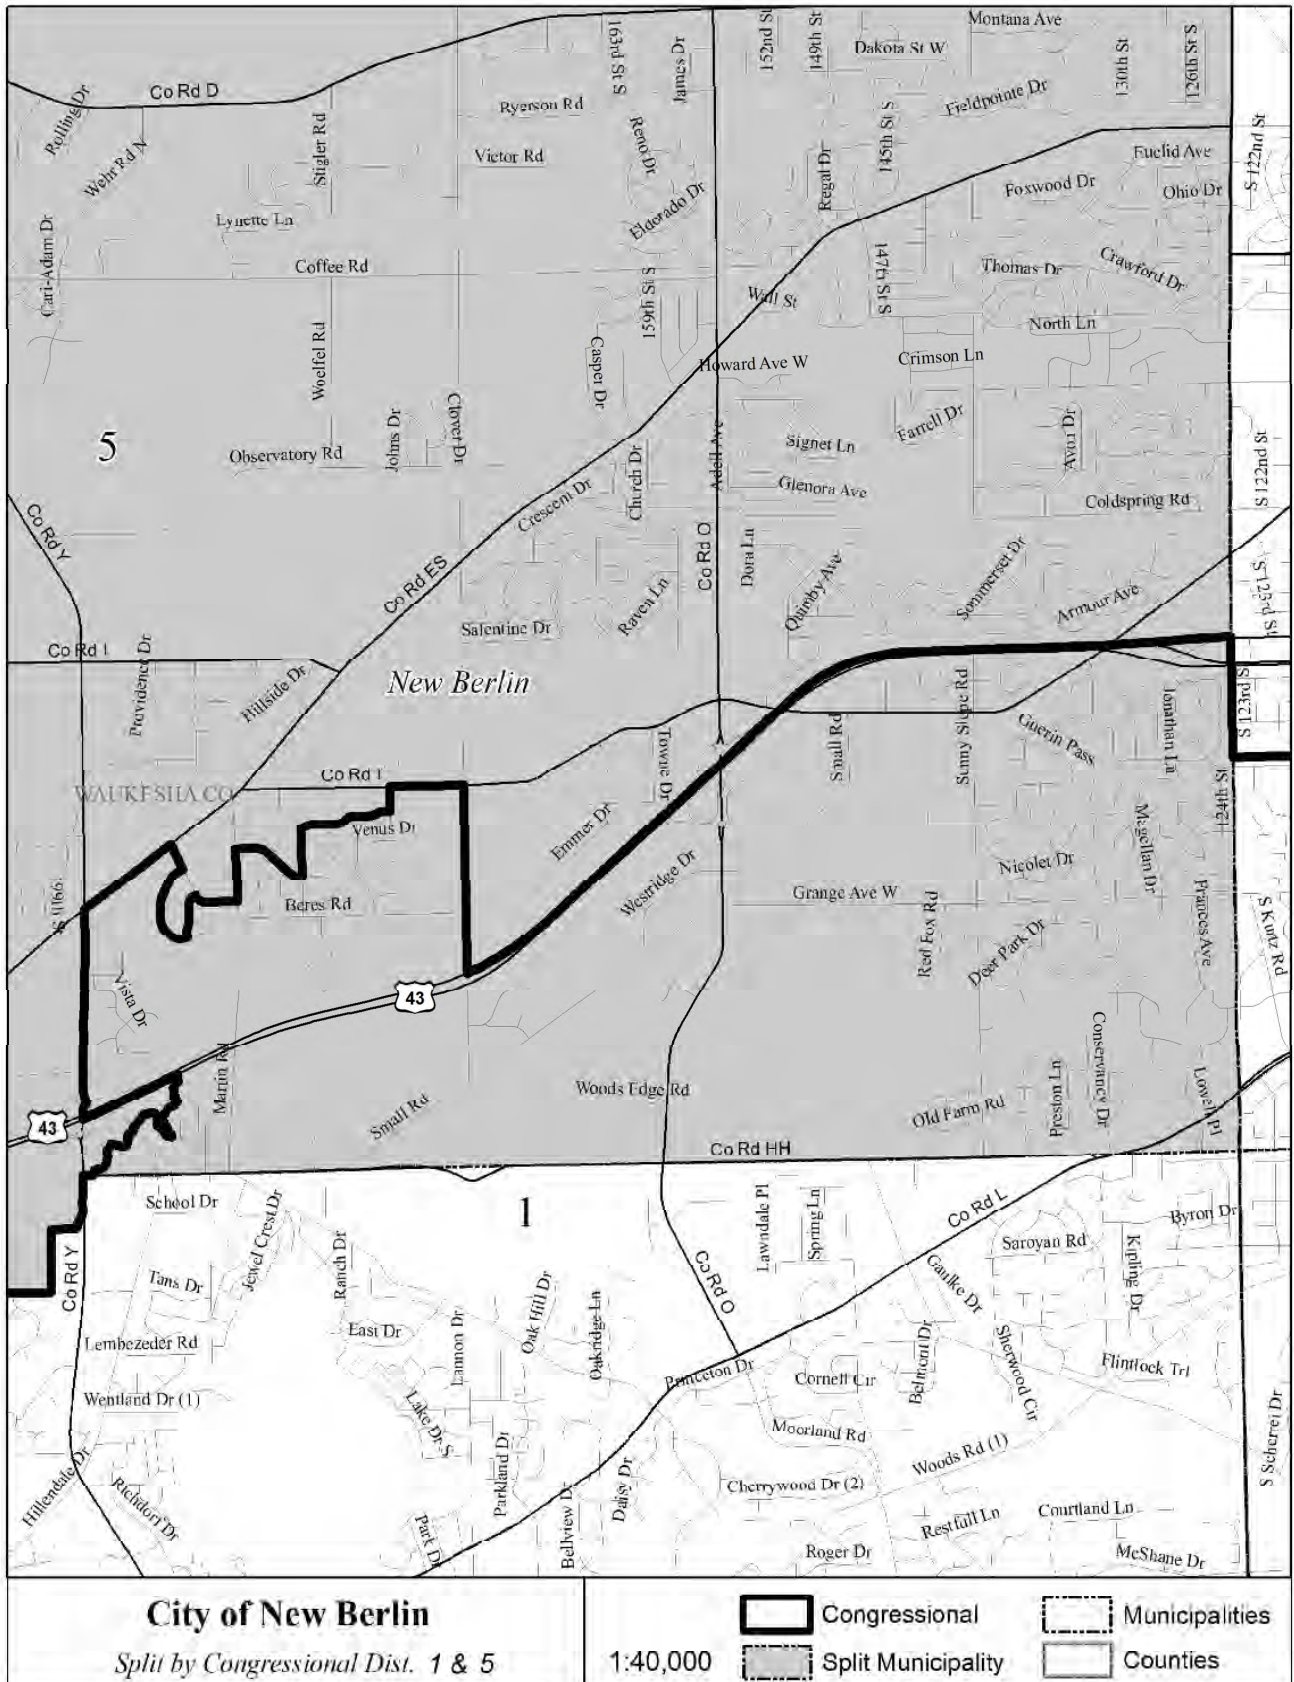 Montana Ave
152nd St
149th St
163rd St S
James Dr
Dakota St W
130th St
126th St S
Co Rd D
Rolling Dr
Ryerson Rd
Fieldpointe Dr
Wehr Rd N
Stigler Rd
Victor Rd
Reno Dr
145th St S
Euclid Ave
S 122nd St
Regal Dr
Foxwood Dr
Ohio Dr
Eldorado Dr
Lynette Ln
Cari-Adam Dr
Coffee Rd
147th St S
Thomas Dr
Crawford Dr
159th St S
Wall St
North Ln
Woelfel Rd
Casper Dr
Howard Ave W
Crimson Ln
Johns Dr
Clover Dr
5
Observatory Rd
Farrell Dr
Avon Dr
Signet Ln
Adell Ave
Church Dr
S 122nd St
Glenora Ave
Crescent Dr
Coldspring Rd
Co Rd Y
Co Rd O
Dora Ln
Co Rd ES
Quimby Ave
Sommerset Dr
Raven Ln
Armour Ave
S 123rd St
Salentine Dr
Co Rd I
Providence Dr
Hillside Dr
New Berlin
S 123rd S
Sunny Slope Rd
Jonathan Ln
Small Rd
Guerin Pass
Towne Dr
Co Rd I
WAUKESHA CO
124th St
Venus Dr
Emmer Dr
Magellan Dr
Westridge Dr
Nicolet Dr
Grange Ave W
Beres Rd
Frances Ave
S Kurtz Rd
Red Fox Rd
Deer Park Dr
Vista Dr
43
Conservancy Dr
Martin Rd
Woods Edge Rd
Preston Ln
Lowell Pl
Small Rd
Old Farm Rd
43
Co Rd HH
School Dr
1
Lawndale Pl
Spring Ln
Co Rd L
Byron Dr
Jewel Crest Dr
Ranch Dr
Saroyan Rd
Kipling Dr
Co Rd Y
Tans Dr
Co Rd O
Gaulke Dr
Oak Hill Dr
Oakridge Ln
East Dr
Lannon Dr
Lembezeder Rd
Belmont Dr
Sherwood Cir
Flintlock Trl
Princeton Dr
Cornell Cir
Wentland Dr (1)
Lake Dr S
Moorland Rd
Woods Rd (1)
S Scherrei Dr
Parkland Dr
Hillendale Dr
Richdorf Dr
Daisy Dr
Cherrywood Dr (2)
Bellview Dr
Restfull Ln
Courtland Ln
Park Dr
Roger Dr
McShane Dr
City of New Berlin
Split by Congressional Dist. 1 & 5
1:40,000
Congressional
Split Municipality
Municipalities
Counties